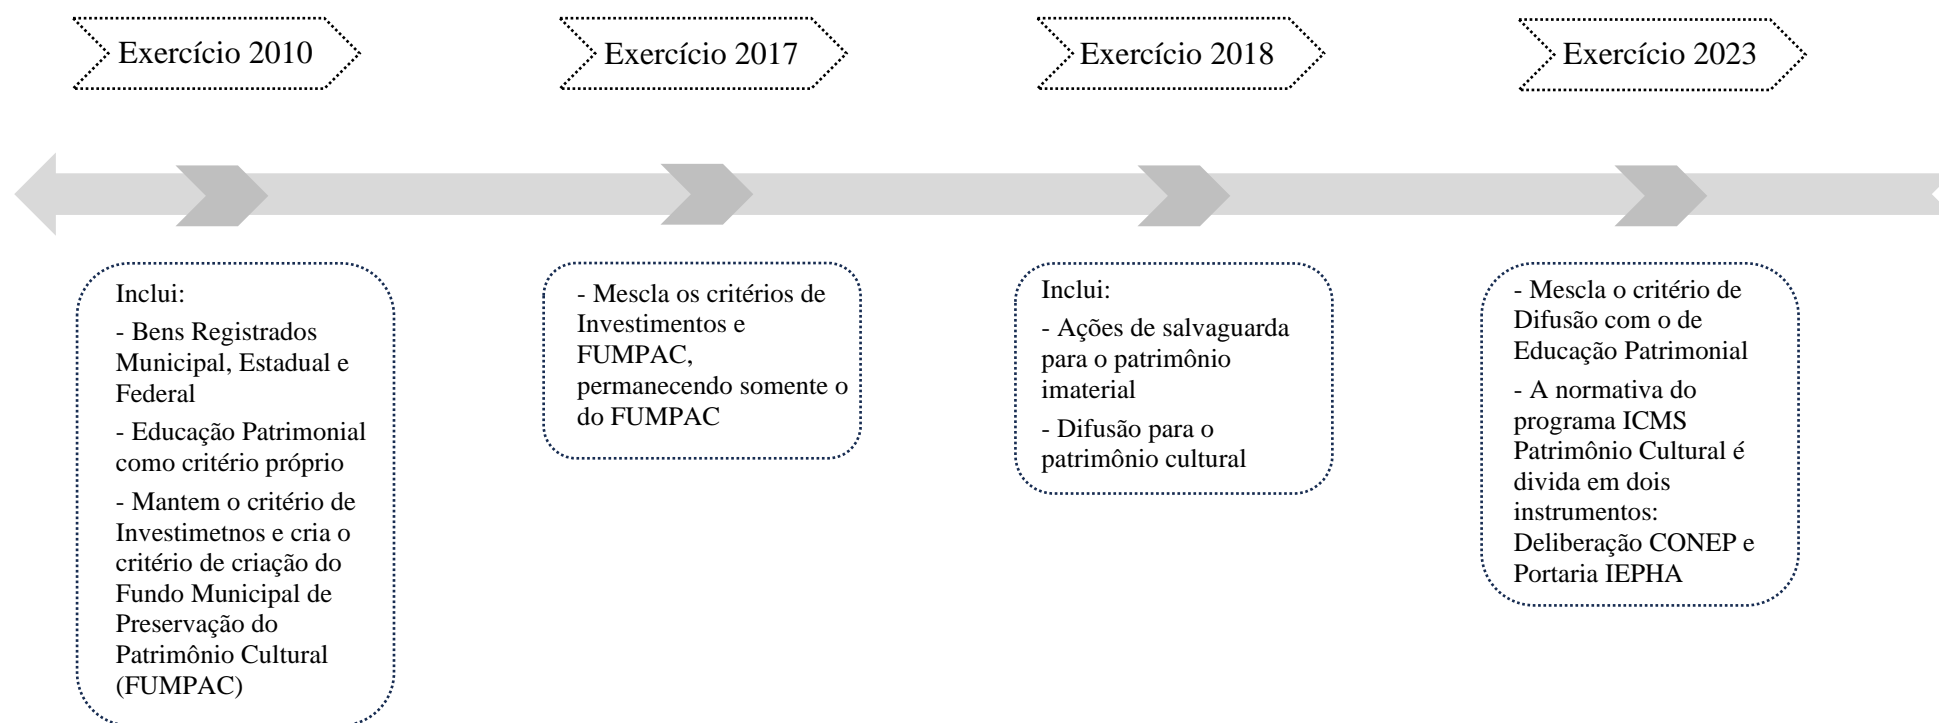 Exercício 2010
Exercício 2017
Exercício 2018
Exercício 2023
Inclui:
- Bens Registrados
Municipal, Estadual e
Federal
- Educação Patrimonial
como critério próprio
- Mantem o critério de
Investimetnos e cria o
critério de criação do
Fundo Municipal de
Preservação do
Patrimônio Cultural
(FUMPAC)
- Mescla os critérios de
Investimentos e
FUMPAC,
permanecendo somente o
do FUMPAC
Inclui:
- Ações de salvaguarda
para o patrimônio
imaterial
- Difusão para o
patrimônio cultural
- Mescla o critério de
Difusão com o de
Educação Patrimonial
- A normativa do
programa ICMS
Patrimônio Cultural é
divida em dois
instrumentos:
Deliberação CONEP e
Portaria IEPHA